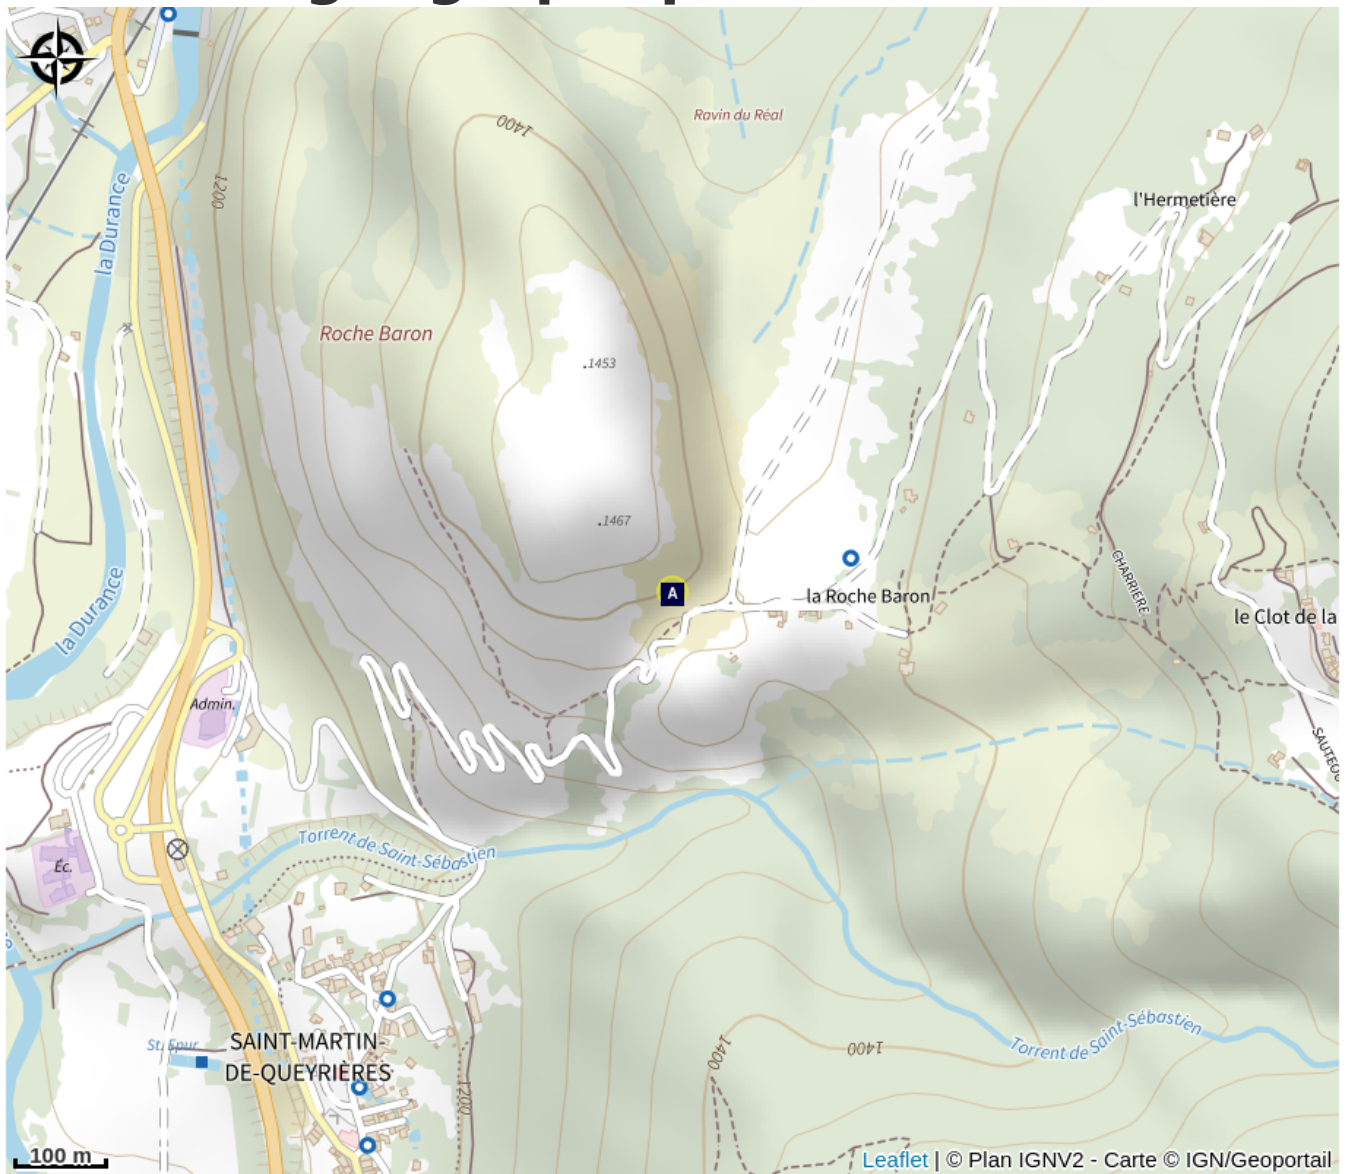 1400
Ravin du Réal
1200
la Durance
l'Hermetière
Roche Baron
.1453
.1467
CHARRIERE
A
la Roche Baron
la Durance
le Clot de la
Admin.
Torrent de Saint-Sébastien
Éc.
SAINT-MARTIN-
DE-QUEYRIÈRES
1400
1400
Torrent de Saint-Sébastien
1200
100 m
Leaflet | © Plan IGNV2 - Carte © IGN/Geoportail